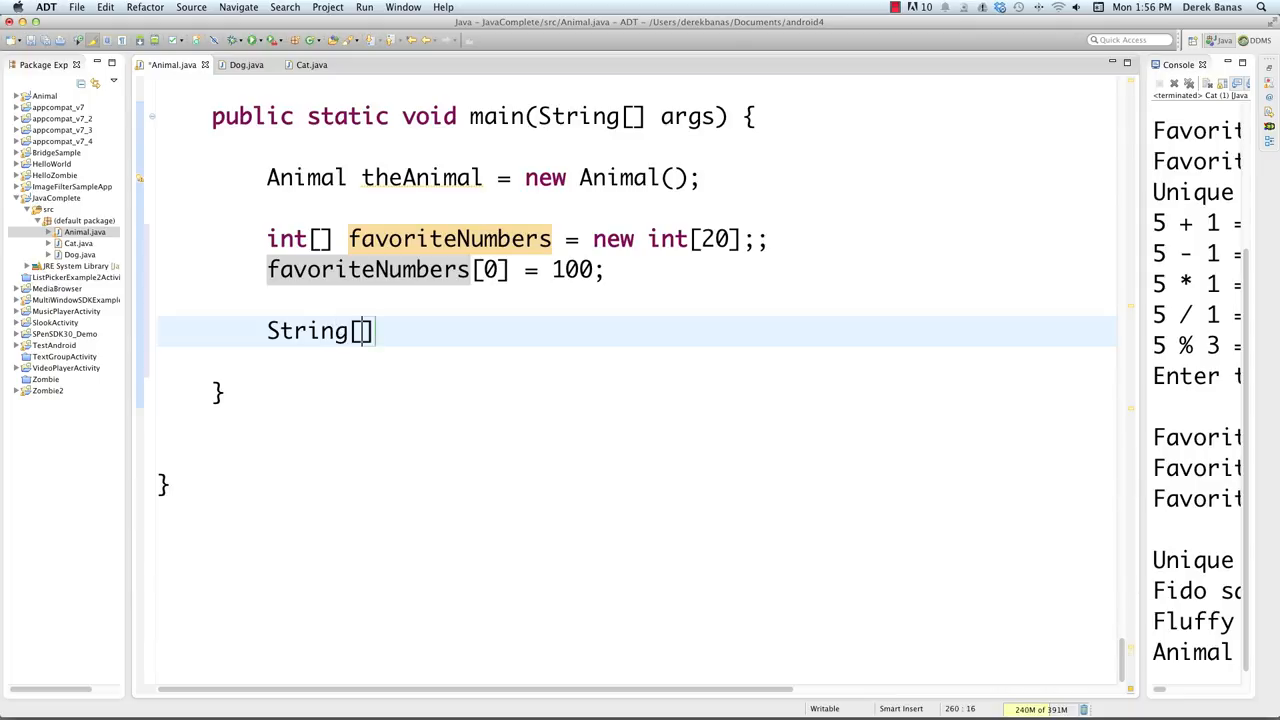 ADT File Edit Refactor Source Navigate Search Project Run Window Help 10 Mon 1:56 PM Derek Banas
Java – JavaComplete/src/Animal.java – ADT – /Users/derekbanas/Documents/android4
Quick Access Java DDMS
Package Exp *Animal.java Dog.java Cat.java Console
<terminated> Cat (1) [Java
Animal
appcompat_v7
appcompat_v7_2
appcompat_v7_3
appcompat_v7_4
BridgeSample
HelloWorld
HelloZombie
ImageFilterSampleApp
JavaComplete
src
(default package)
Animal.java
Cat.java
Dog.java
JRE System Library [Ja
ListPickerExample2Activi
MediaBrowser
MultiWindowSDKExample
MusicPlayerActivity
SlookActivity
SPenSDK30_Demo
TestAndroid
TextGroupActivity
VideoPlayerActivity
Zombie
Zombie2
public static void main(String[] args) {
Animal theAnimal = new Animal();
int[] favoriteNumbers = new int[20];;
favoriteNumbers[0] = 100;
String[]
}
}
Favorit
Favorit
Unique
5 + 1 =
5 - 1 =
5 * 1 =
5 / 1 =
5 % 3 =
Enter t
Favorit
Favorit
Favorit
Unique
Fido sa
Fluffy
Animal
Writable Smart Insert 260 : 16 240M of 391M